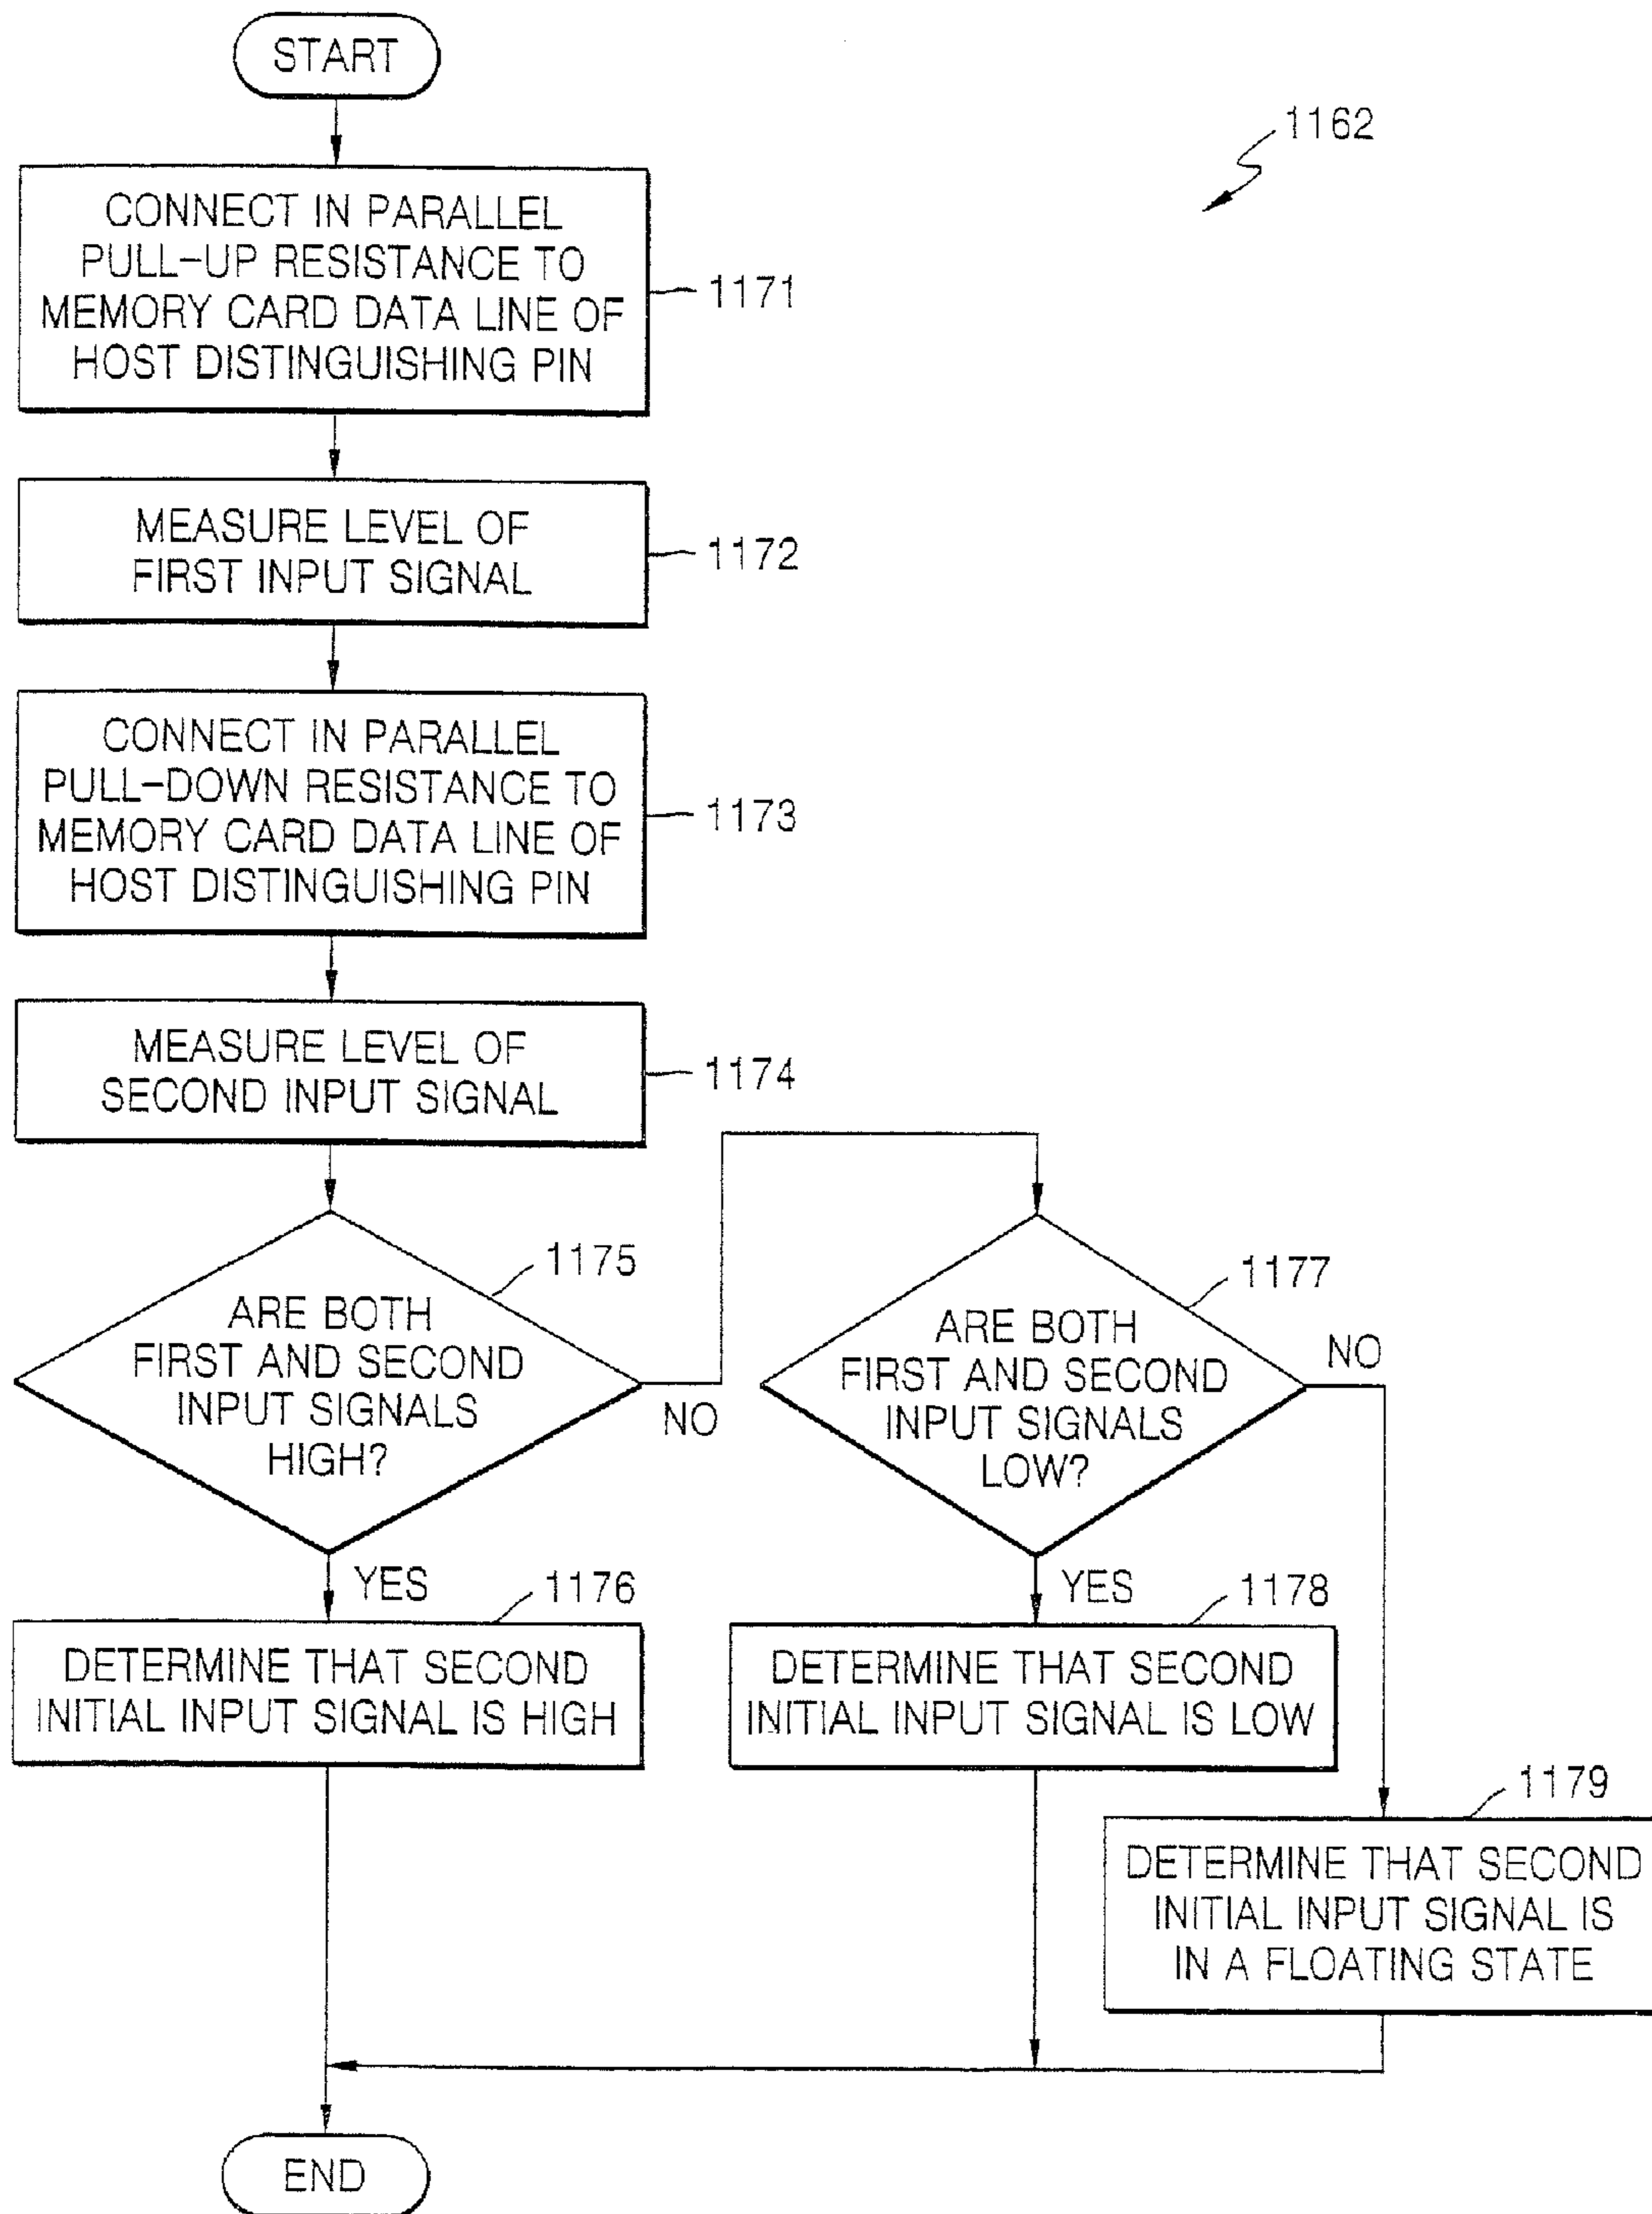 START
1162
CONNECT IN PARALLEL
PULL-UP RESISTANCE TO
MEMORY CARD DATA LINE OF
HOST DISTINGUISHING PIN
1171
MEASURE LEVEL OF
FIRST INPUT SIGNAL
1172
CONNECT IN PARALLEL
PULL-DOWN RESISTANCE TO
MEMORY CARD DATA LINE OF
HOST DISTINGUISHING PIN
1173
MEASURE LEVEL OF
SECOND INPUT SIGNAL
1174
1175
ARE BOTH
FIRST AND SECOND
INPUT SIGNALS
HIGH?
NO
YES
1176
DETERMINE THAT SECOND
INITIAL INPUT SIGNAL IS HIGH
1177
ARE BOTH
FIRST AND SECOND
INPUT SIGNALS
LOW?
NO
YES
1178
DETERMINE THAT SECOND
INITIAL INPUT SIGNAL IS LOW
1179
DETERMINE THAT SECOND
INITIAL INPUT SIGNAL IS
IN A FLOATING STATE
END